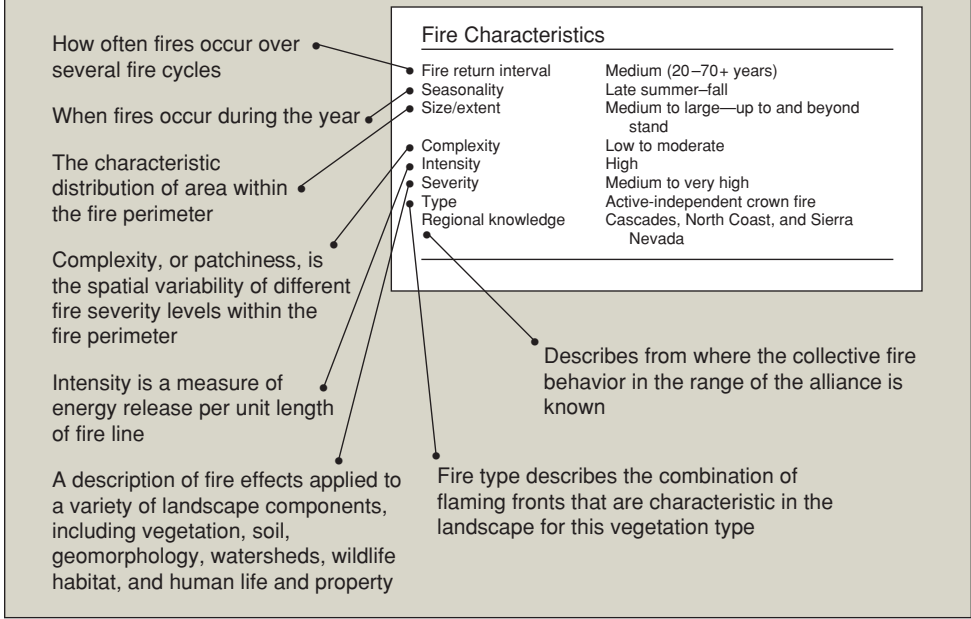 How often fires occur over
several fire cycles
When fires occur during the year
The characteristic
distribution of area within
the fire perimeter
Complexity, or patchiness, is
the spatial variability of different
fire severity levels within the
fire perimeter
Intensity is a measure of
energy release per unit length
of fire line
A description of fire effects applied to
a variety of landscape components,
including vegetation, soil,
geomorphology, watersheds, wildlife
habitat, and human life and property
Fire Characteristics
Fire return interval Medium (20–70+ years)
Seasonality Late summer–fall
Size/extent Medium to large—up to and beyond
stand
Complexity Low to moderate
Intensity High
Severity Medium to very high
Type Active-independent crown fire
Regional knowledge Cascades, North Coast, and Sierra
Nevada
Describes from where the collective fire
behavior in the range of the alliance is
known
Fire type describes the combination of
flaming fronts that are characteristic in the
landscape for this vegetation type